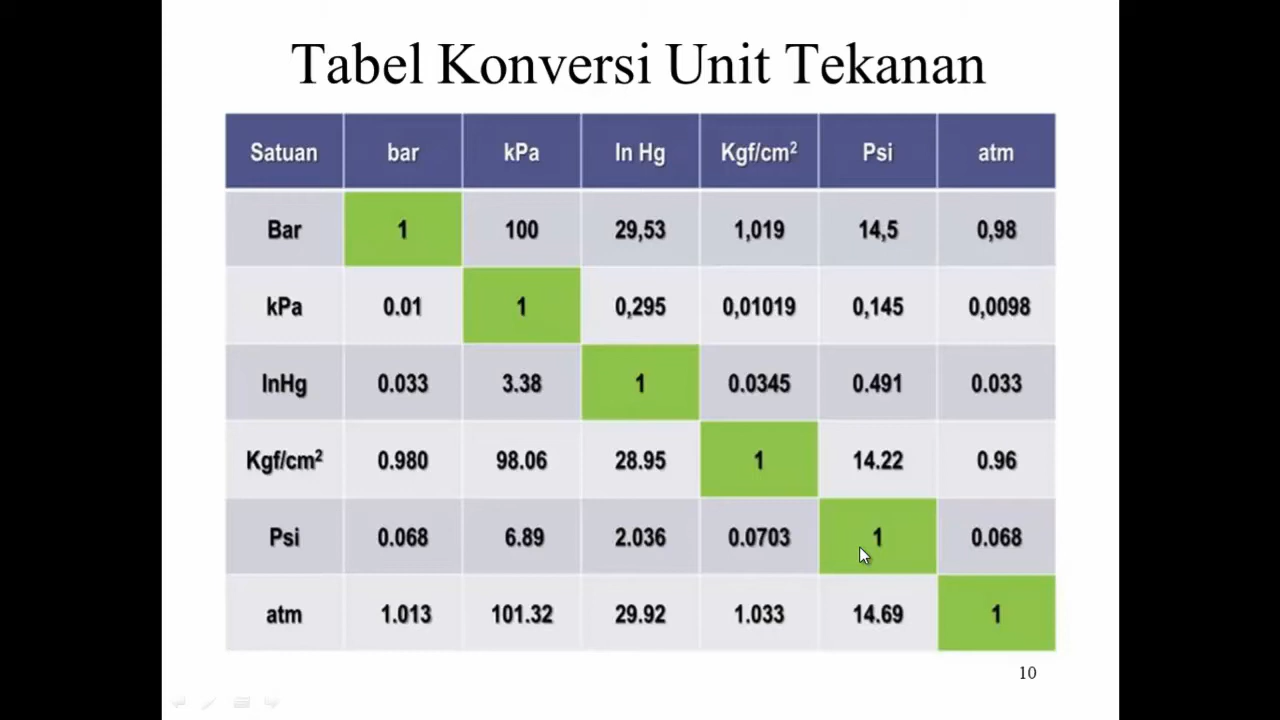 Tabel Konversi Unit Tekanan
Satuan bar kPa In Hg Kgf/cm² Psi atm
Bar 1 100 29,53 1,019 14,5 0,98
kPa 0.01 1 0,295 0,01019 0,145 0,0098
InHg 0.033 3.38 1 0.0345 0.491 0.033
Kgf/cm² 0.980 98.06 28.95 1 14.22 0.96
Psi 0.068 6.89 2.036 0.0703 1 0.068
atm 1.013 101.32 29.92 1.033 14.69 1
10